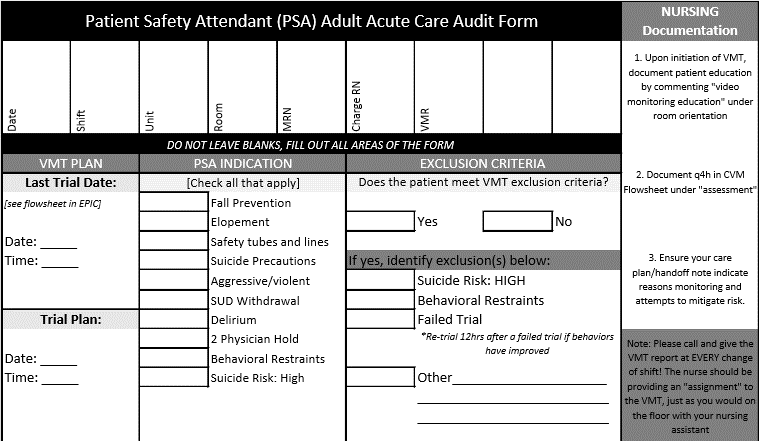 Patient Safety Attendant (PSA) Adult Acute Care Audit Form
Date
Shift
Unit
Room
MRN
Charge RN
VMR
DO NOT LEAVE BLANKS, FILL OUT ALL AREAS OF THE FORM
VMT PLAN
Last Trial Date:
[see flowsheet in EPIC]
Date: _____
Time: _____
Trial Plan:
Date: _____
Time: _____
PSA INDICATION
[Check all that apply]
Fall Prevention
Elopement
Safety tubes and lines
Suicide Precautions
Aggressive/violent
SUD Withdrawal
Delirium
2 Physician Hold
Behavioral Restraints
Suicide Risk: High
EXCLUSION CRITERIA
Does the patient meet VMT exclusion criteria?
Yes
No
If yes, identify exclusion(s) below:
Suicide Risk: HIGH
Behavioral Restraints
Failed Trial
*Re-trial 12hrs after a failed trial if behaviors
have improved
Other
NURSING
Documentation
1. Upon initiation of VMT,
document patient education
by commenting "video
monitoring education" under
room orientation
2. Document q4h in CVM
Flowsheet under "assessment"
3. Ensure your care
plan/handoff note indicate
reasons monitoring and
attempts to mitigate risk.
Note: Please call and give the
VMT report at EVERY change
of shift! The nurse should be
providing an "assignment" to
the VMT, just as you would on
the floor with your nursing
assistant